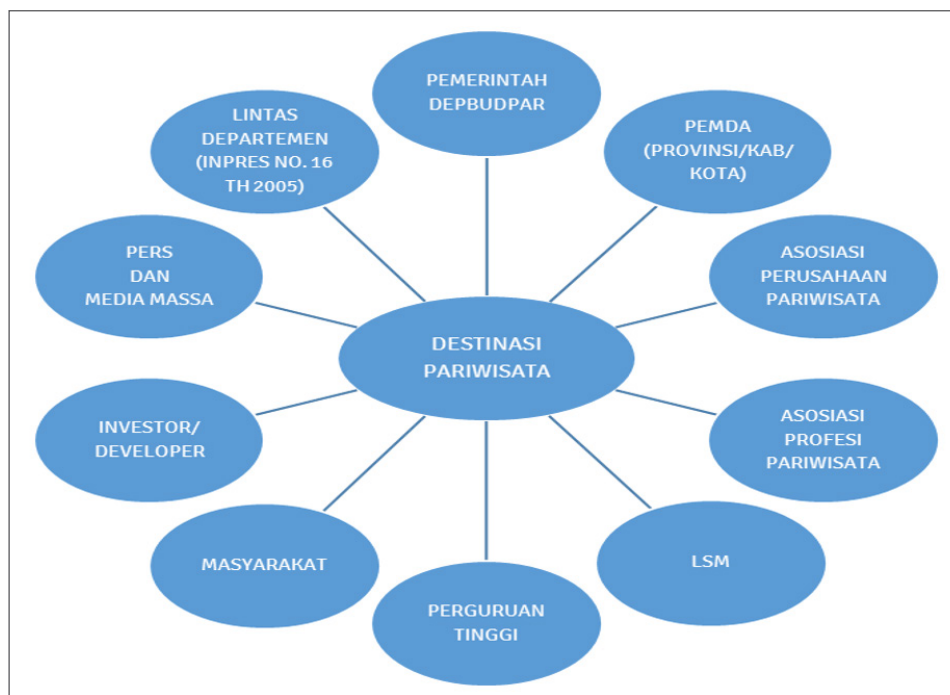 PEMERINTAH
DEPBUDPAR
LINTAS
DEPARTEMEN
(INPRES NO. 16
TH 2005)
PEMDA
(PROVINSI/KAB/
KOTA)
PERS
DAN
MEDIA MASSA
ASOSIASI
PERUSAHAAN
PARIWISATA
DESTINASI
PARIWISATA
INVESTOR/
DEVELOPER
ASOSIASI
PROFESI
PARIWISATA
MASYARAKAT
LSM
PERGURUAN
TINGGI